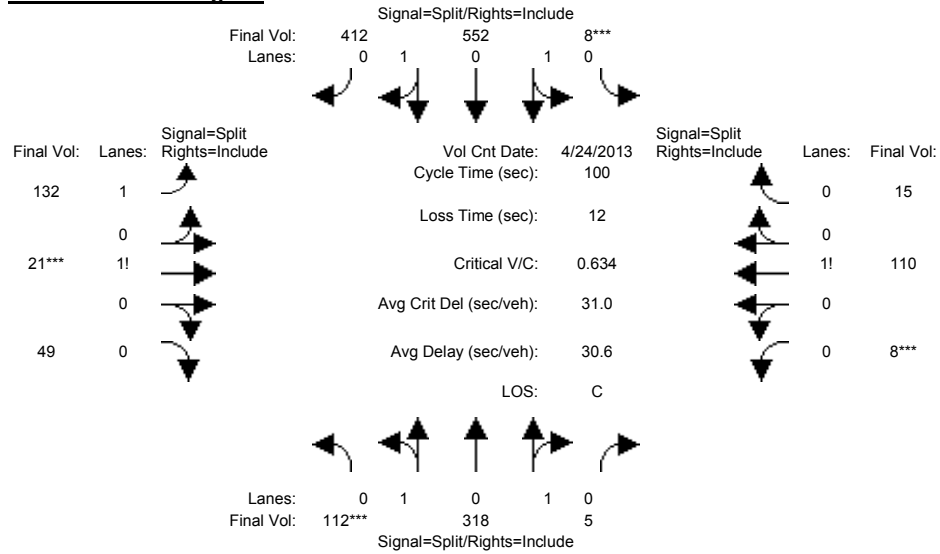 Signal=Split/Rights=Include
Final Vol: 412 552 8***
Lanes: 0 1 0 1 0
Signal=Split
Final Vol: Lanes: Rights=Include
Vol Cnt Date: 4/24/2013
Signal=Split
Rights=Include Lanes: Final Vol:
Cycle Time (sec): 100
132 1
0 15
Loss Time (sec): 12
0
0
21*** 1!
Critical V/C: 0.634
1! 110
0
Avg Crit Del (sec/veh): 31.0
0
49 0
Avg Delay (sec/veh): 30.6
0 8***
LOS: C
Lanes: 0 1 0 1 0
Final Vol: 112*** 318 5
Signal=Split/Rights=Include